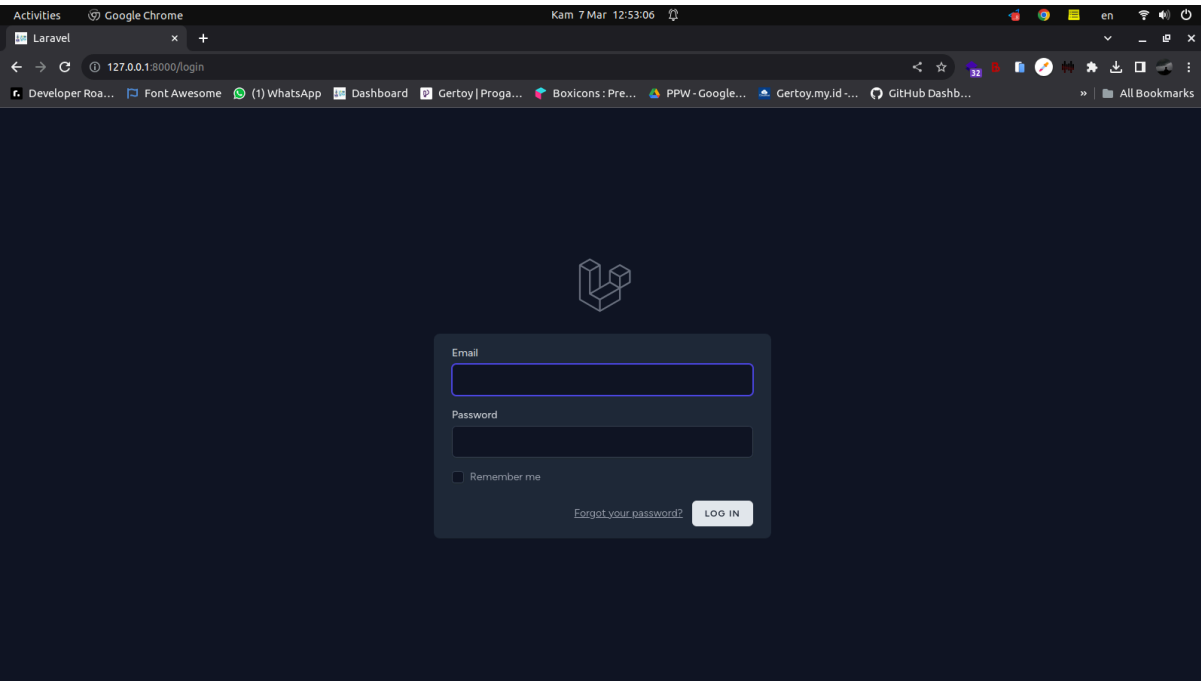 Activities Google Chrome Kam 7 Mar 12:53:06 en
Laravel
127.0.0.1:8000/login 32
Developer Roa... Font Awesome (1) WhatsApp Dashboard Gertoy | Proga... Boxicons : Pre... PPW - Google... Gertoy.my.id -... GitHub Dashb... » All Bookmarks
Email
Password
Remember me
Forgot your password? LOG IN